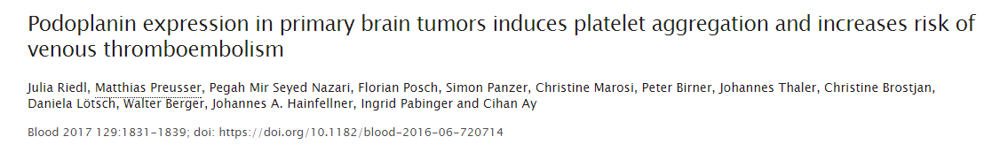 Podoplanin expression in primary brain tumors induces platelet aggregation and increases risk of
venous thromboembolism
Julia Riedl, Matthias Preusser, Pegah Mir Seyed Nazari, Florian Posch, Simon Panzer, Christine Marosi, Peter Birner, Johannes Thaler, Christine Brostjan,
Daniela Lötsch, Walter Berger, Johannes A. Hainfellner, Ingrid Pabinger and Cihan Ay
Blood 2017 129:1831-1839; doi: https://doi.org/10.1182/blood-2016-06-720714